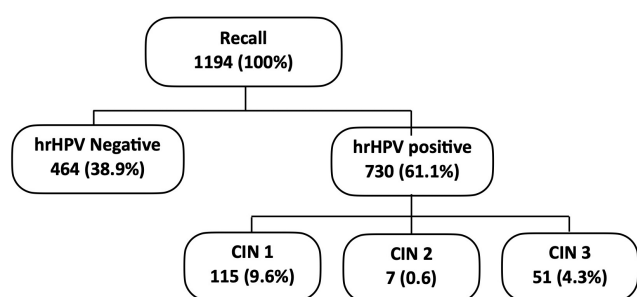 Recall
1194 (100%)
hrHPV Negative
464 (38.9%)
hrHPV positive
730 (61.1%)
CIN 1
115 (9.6%)
CIN 2
7 (0.6)
CIN 3
51 (4.3%)